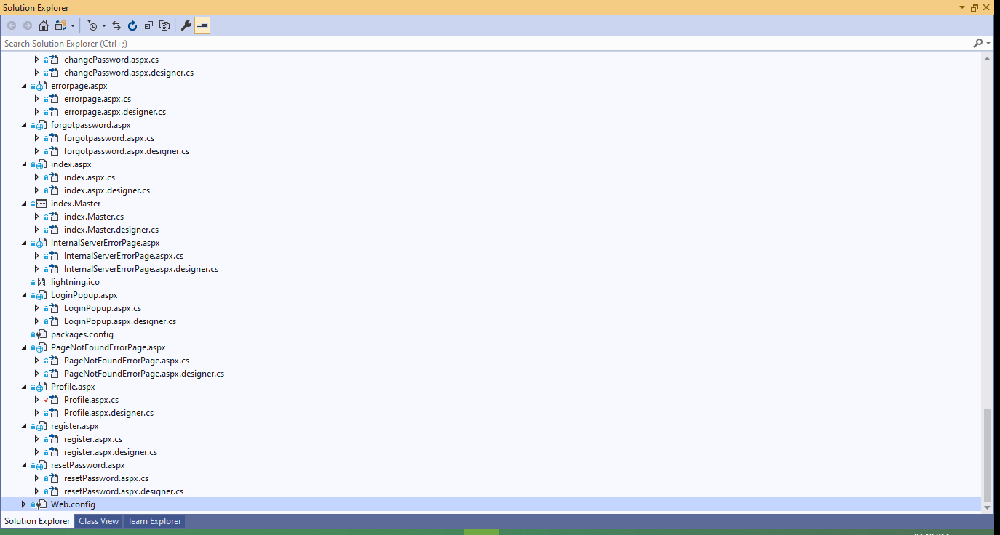 Solution Explorer
Search Solution Explorer (Ctrl+;)
changePassword.aspx.cs
changePassword.aspx.designer.cs
errorpage.aspx
errorpage.aspx.cs
errorpage.aspx.designer.cs
forgotpassword.aspx
forgotpassword.aspx.cs
forgotpassword.aspx.designer.cs
index.aspx
index.aspx.cs
index.aspx.designer.cs
index.Master
index.Master.cs
index.Master.designer.cs
InternalServerErrorPage.aspx
InternalServerErrorPage.aspx.cs
InternalServerErrorPage.aspx.designer.cs
lightning.ico
LoginPopup.aspx
LoginPopup.aspx.cs
LoginPopup.aspx.designer.cs
packages.config
PageNotFoundErrorPage.aspx
PageNotFoundErrorPage.aspx.cs
PageNotFoundErrorPage.aspx.designer.cs
Profile.aspx
Profile.aspx.cs
Profile.aspx.designer.cs
register.aspx
register.aspx.cs
register.aspx.designer.cs
resetPassword.aspx
resetPassword.aspx.cs
resetPassword.aspx.designer.cs
Web.config
Solution Explorer Class View Team Explorer